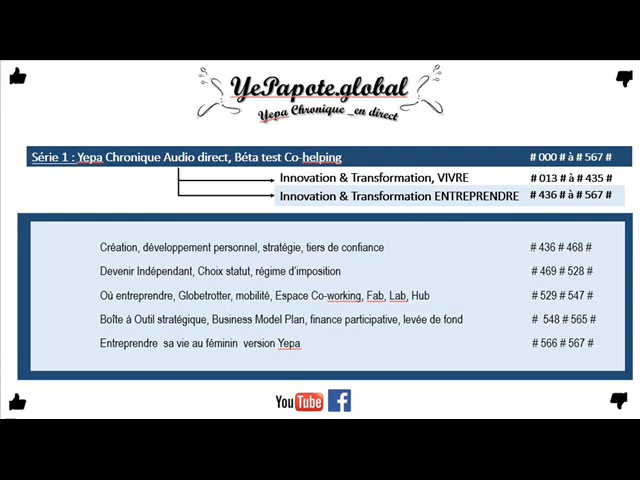 YePapote.global
Yepa Chronique _en direct
Série 1 : Yepa Chronique Audio direct, Béta test Co-helping # 000 # à # 567 #
Innovation & Transformation, VIVRE # 013 # à # 435 #
Innovation & Transformation ENTREPRENDRE # 436 # à # 567 #
Création, développement personnel, stratégie, tiers de confiance # 436 # 468 #
Devenir Indépendant, Choix statut, régime d'imposition # 469 # 528 #
Où entreprendre, Globetrotter, mobilité, Espace Co-working, Fab, Lab, Hub # 529 # 547 #
Boîte à Outil stratégique, Business Model Plan, finance participative, levée de fond # 548 # 565 #
Entreprendre sa vie au féminin version Yepa # 566 # 567 #
YouTube f